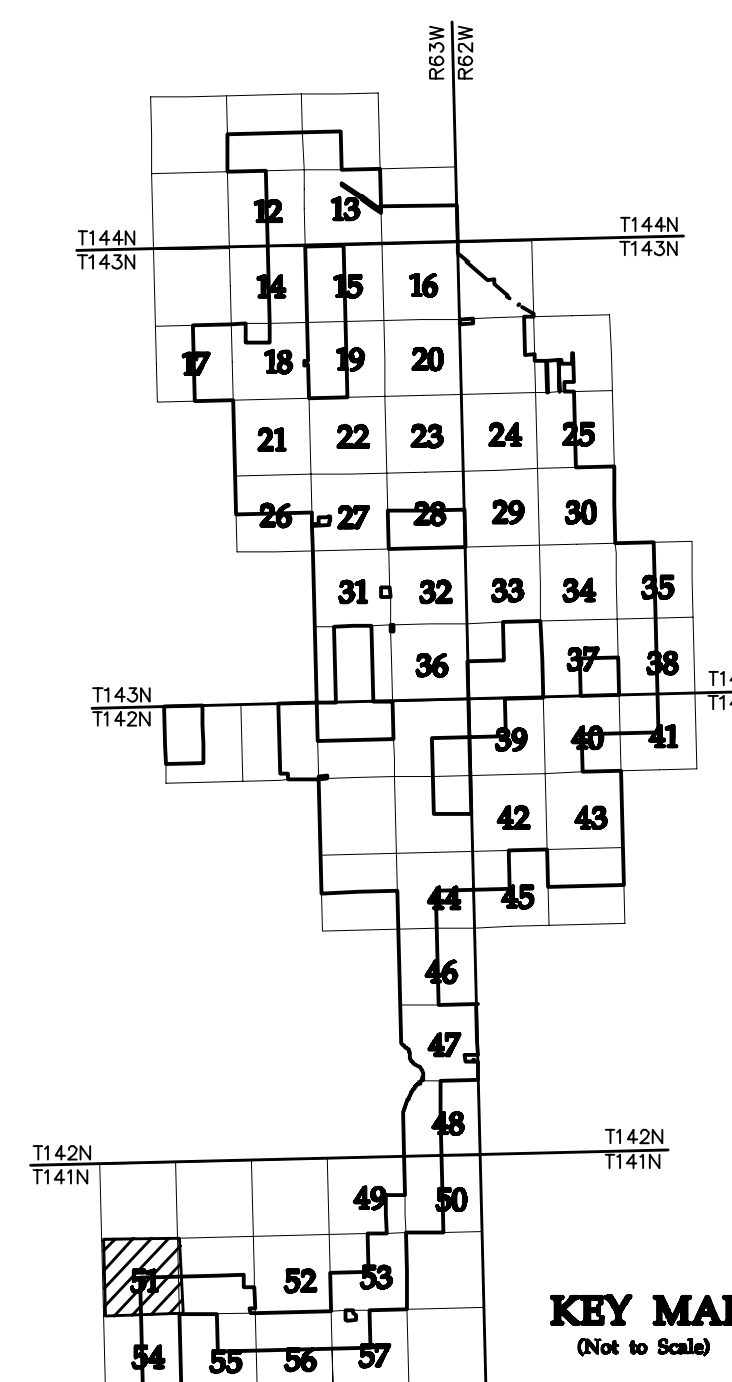 R63W
R62W
12 13
T144N T144N
T143N T143N
14 15 16
17 18 19 20
21 22 23 24 25
26 27 28 29 30
31 32 33 34 35
36 37 38
T143N
T142N
39 40 41
42 43
44 45
46
47
48
T142N T142N
T141N T141N
49 50
51 52 53
KEY MAP
(Not to Scale)
54 55 56 57